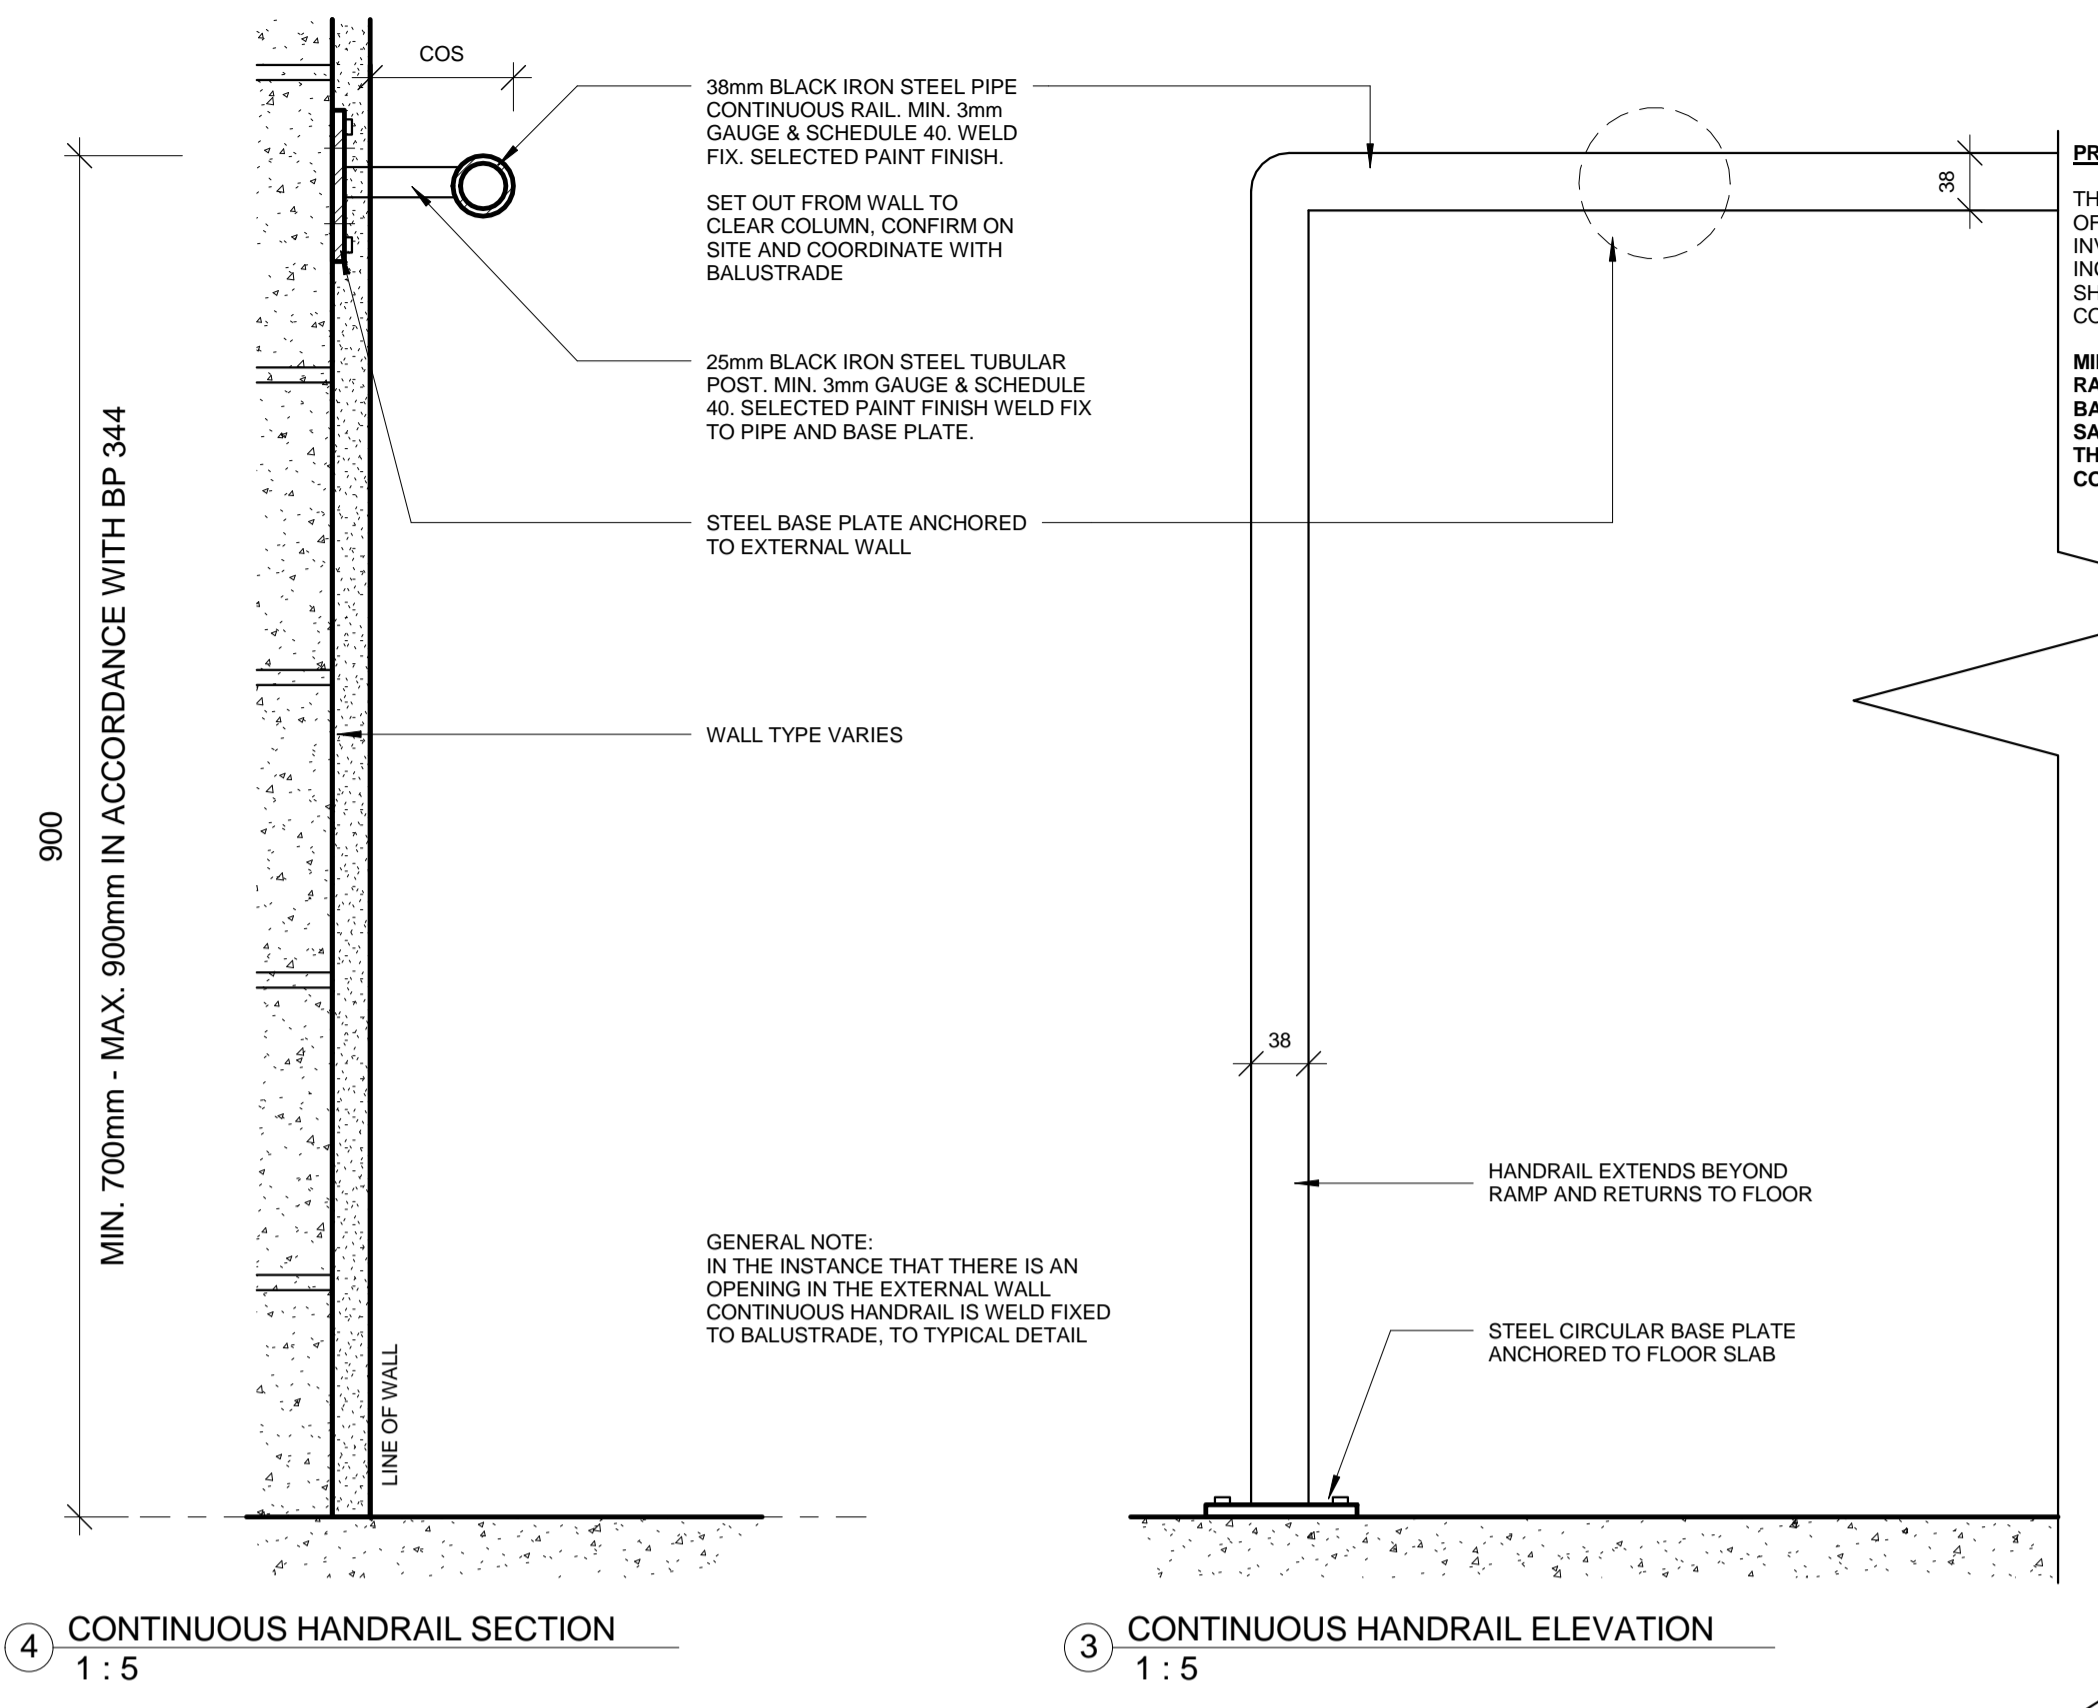 COS
38mm BLACK IRON STEEL PIPE
CONTINUOUS RAIL. MIN. 3mm
GAUGE & SCHEDULE 40. WELD
FIX. SELECTED PAINT FINISH.
SET OUT FROM WALL TO
CLEAR COLUMN, CONFIRM ON
SITE AND COORDINATE WITH
BALUSTRADE
25mm BLACK IRON STEEL TUBULAR
POST. MIN. 3mm GAUGE & SCHEDULE
40. SELECTED PAINT FINISH WELD FIX
TO PIPE AND BASE PLATE.
STEEL BASE PLATE ANCHORED
TO EXTERNAL WALL
WALL TYPE VARIES
900
MIN. 700mm - MAX. 900mm IN ACCORDANCE WITH BP 344
LINE OF WALL
GENERAL NOTE:
IN THE INSTANCE THAT THERE IS AN
OPENING IN THE EXTERNAL WALL
CONTINUOUS HANDRAIL IS WELD FIXED
TO BALUSTRADE, TO TYPICAL DETAIL
4
CONTINUOUS HANDRAIL SECTION
1 : 5
38
38
HANDRAIL EXTENDS BEYOND
RAMP AND RETURNS TO FLOOR
STEEL CIRCULAR BASE PLATE
ANCHORED TO FLOOR SLAB
3
CONTINUOUS HANDRAIL ELEVATION
1 : 5